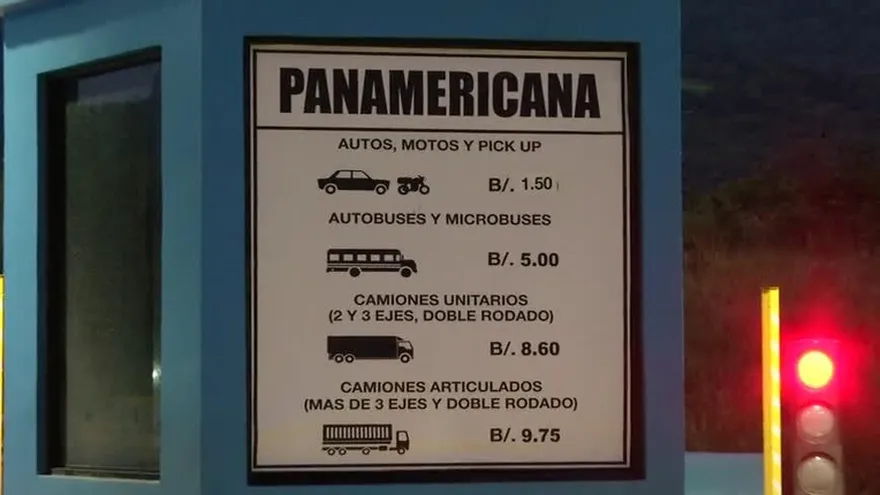 PANAMERICANA
AUTOS, MOTOS Y PICK UP
B/. 1.50
AUTOBUSES Y MICROBUSES
B/. 5.00
CAMIONES UNITARIOS
(2 Y 3 EJES, DOBLE RODADO)
B/. 8.60
CAMIONES ARTICULADOS
(MAS DE 3 EJES Y DOBLE RODADO)
B/. 9.75